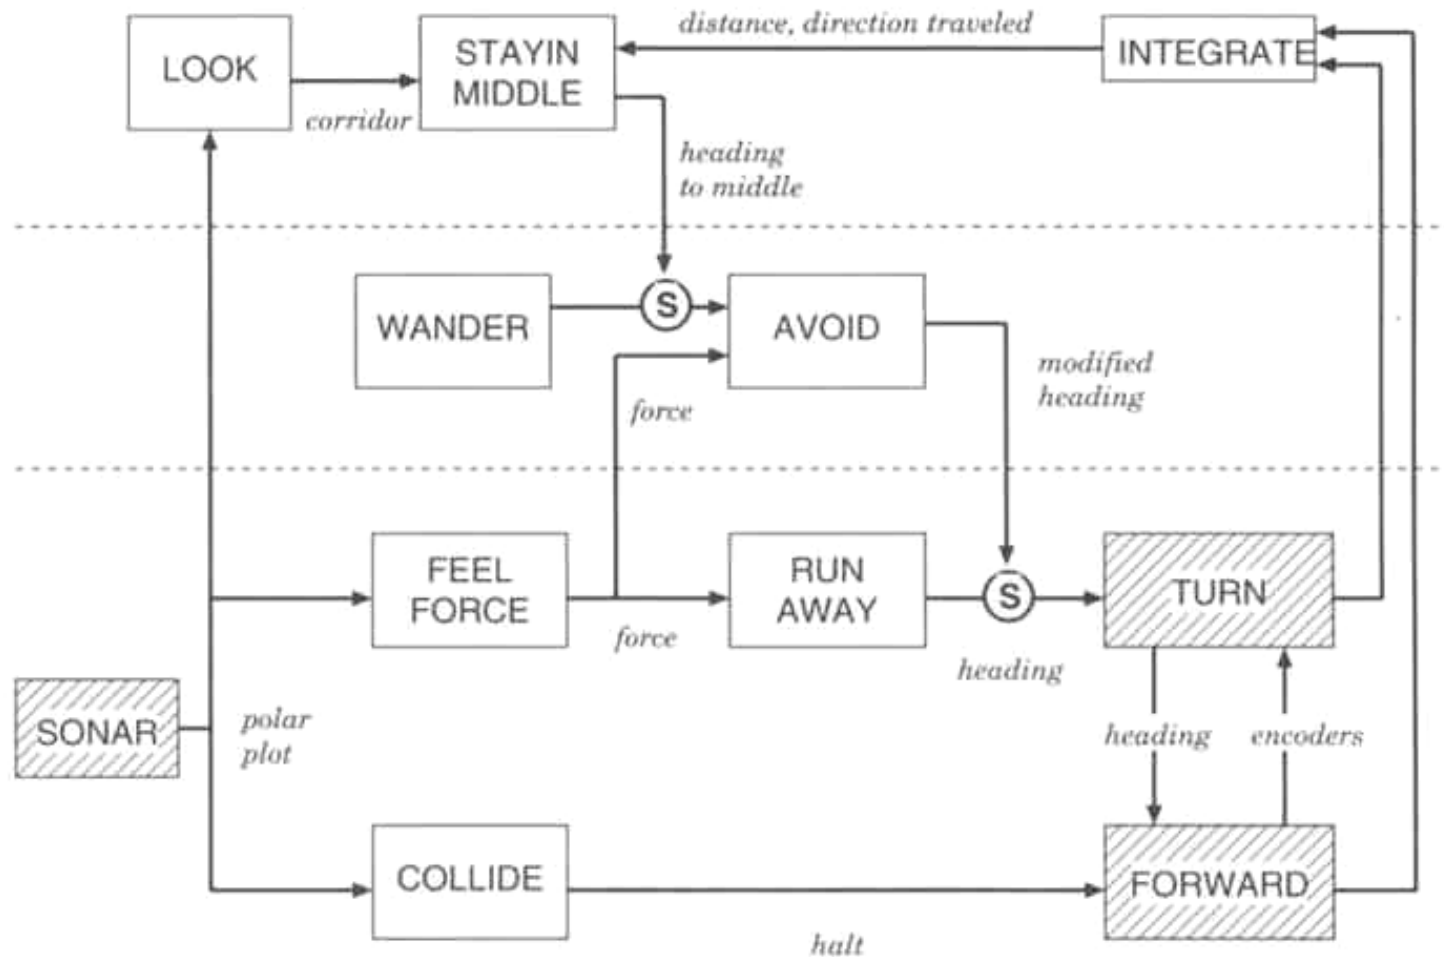 distance, direction traveled
LOOK
STAYIN
MIDDLE
INTEGRATE
corridor
heading
to middle
WANDER
S
AVOID
modified
heading
force
FEEL
FORCE
RUN
AWAY
S
TURN
force
heading
SONAR
polar
plot
heading
encoders
COLLIDE
FORWARD
halt